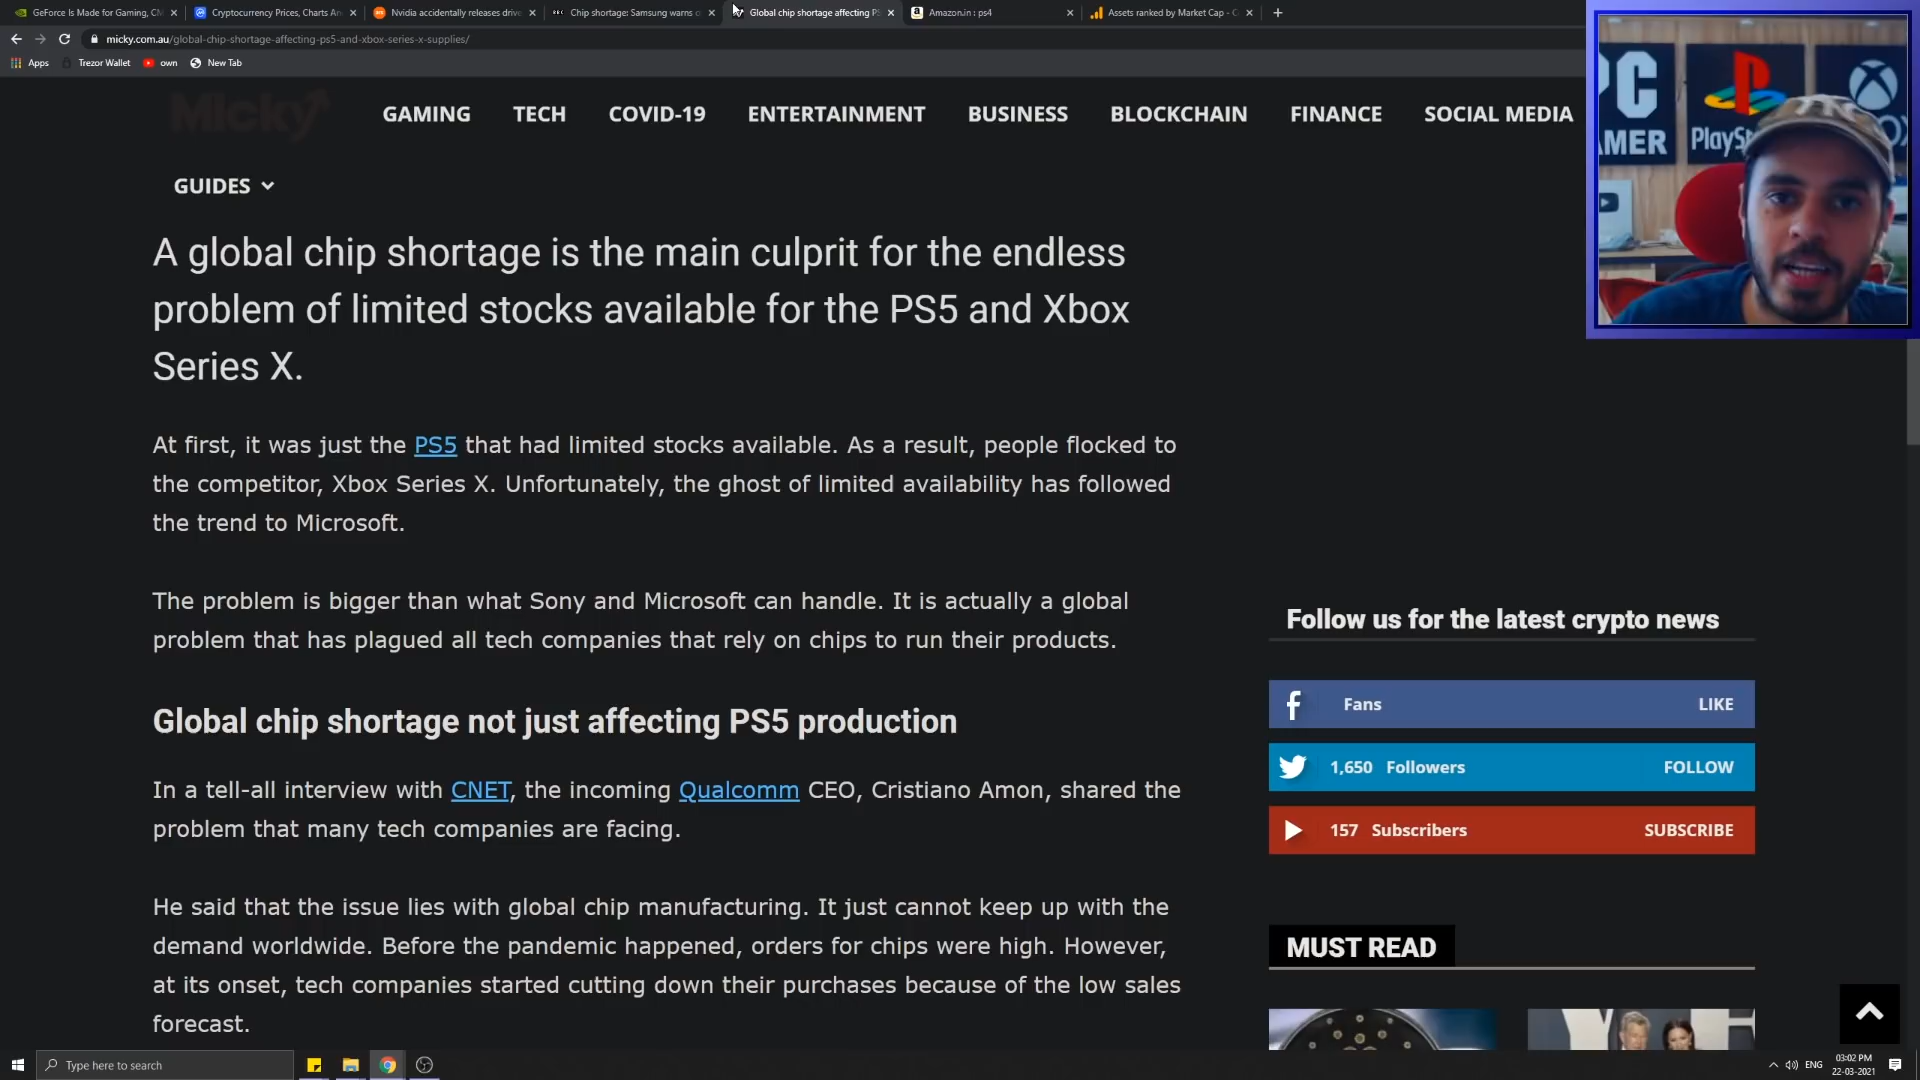 GeForce Is Made for Gaming, CM
Cryptocurrency Prices, Charts An
Nvidia accidentally releases drive
Chip shortage: Samsung warns o
Global chip shortage affecting PS
Amazon.in : ps4
Assets ranked by Market Cap - C
micky.com.au/global-chip-shortage-affecting-ps5-and-xbox-series-x-supplies/
Apps
Trezor Wallet
own
New Tab
Micky
GAMING
TECH
COVID-19
ENTERTAINMENT
BUSINESS
BLOCKCHAIN
FINANCE
SOCIAL MEDIA
GUIDES
PC
AMER
PlaySt
A global chip shortage is the main culprit for the endless
problem of limited stocks available for the PS5 and Xbox
Series X.
At first, it was just the PS5 that had limited stocks available. As a result, people flocked to
the competitor, Xbox Series X. Unfortunately, the ghost of limited availability has followed
the trend to Microsoft.
The problem is bigger than what Sony and Microsoft can handle. It is actually a global
problem that has plagued all tech companies that rely on chips to run their products.
Global chip shortage not just affecting PS5 production
In a tell-all interview with CNET, the incoming Qualcomm CEO, Cristiano Amon, shared the
problem that many tech companies are facing.
He said that the issue lies with global chip manufacturing. It just cannot keep up with the
demand worldwide. Before the pandemic happened, orders for chips were high. However,
at its onset, tech companies started cutting down their purchases because of the low sales
forecast.
Follow us for the latest crypto news
Fans
LIKE
1,650 Followers
FOLLOW
157 Subscribers
SUBSCRIBE
MUST READ
Type here to search
ENG
03:02 PM
22-03-2021